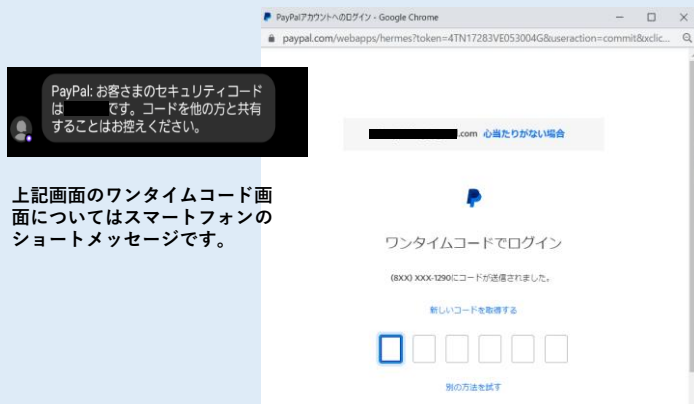 PayPalアカウントへのログイン - Google Chrome
paypal.com/webapps/hermes?token=4TN17283VE053004G&useraction=commit&xclic...
PayPal: お客さまのセキュリティコード
は
です。コードを他の方と共有
することはお控えください。
上記画面のワンタイムコード画
面についてはスマートフォンの
ショートメッセージです。
.com 心当たりがない場合
ワンタイムコードでログイン
(8XX) XXX-1290にコードが送信されました。
新しいコードを取得する
別の方法を試す